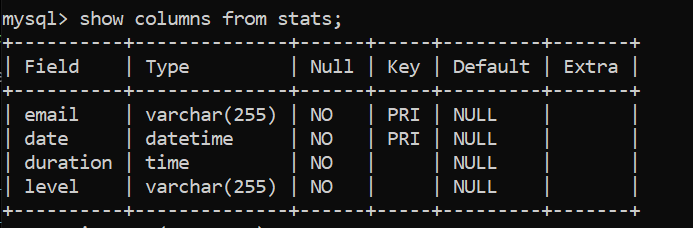 mysql> show columns from stats;
+----------+--------------+------+-----+---------+-------+
| Field    | Type         | Null | Key | Default | Extra |
+----------+--------------+------+-----+---------+-------+
| email    | varchar(255) | NO   | PRI | NULL    |       |
| date     | datetime     | NO   | PRI | NULL    |       |
| duration | time         | NO   |     | NULL    |       |
| level    | varchar(255) | NO   |     | NULL    |       |
+----------+--------------+------+-----+---------+-------+